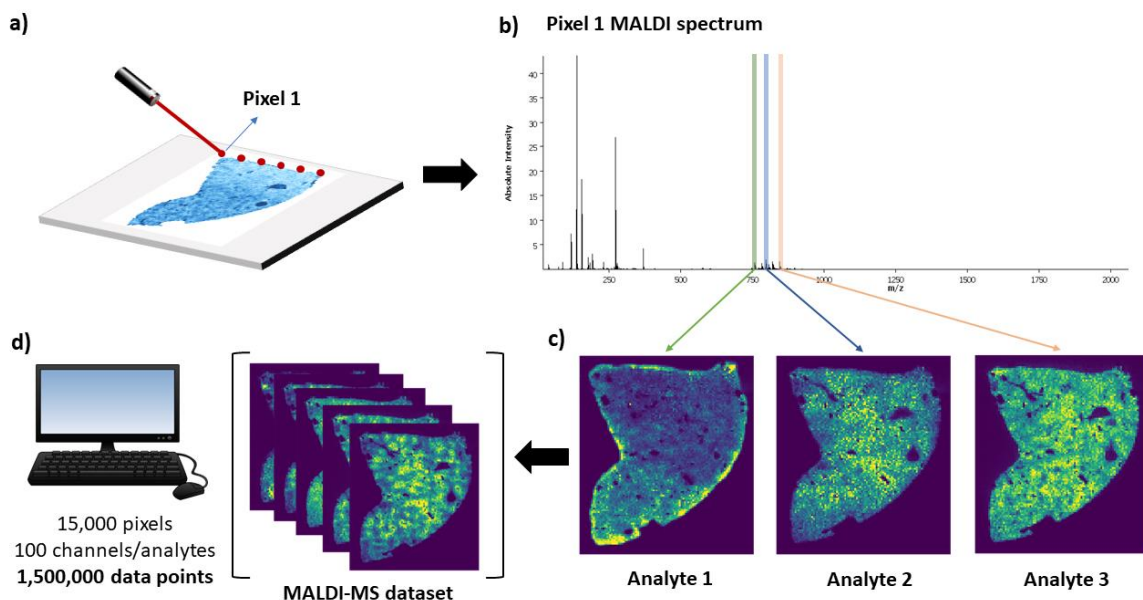 a)
Pixel 1
b)
Pixel 1 MALDI spectrum
Absolute Intensity
40
35
30
25
20
15
10
5
250
500
750
1000
1250
1500
1750
2000
m/z
c)
Analyte 1
Analyte 2
Analyte 3
d)
15,000 pixels
100 channels/analytes
1,500,000 data points
MALDI-MS dataset